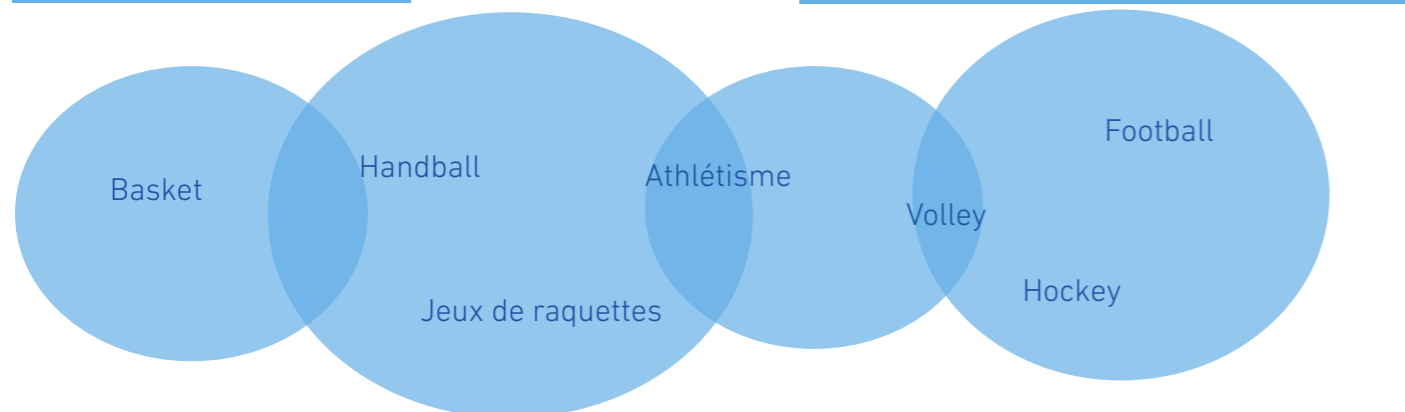 Basket
Handball
Jeux de raquettes
Athlétisme
Volley
Football
Hockey